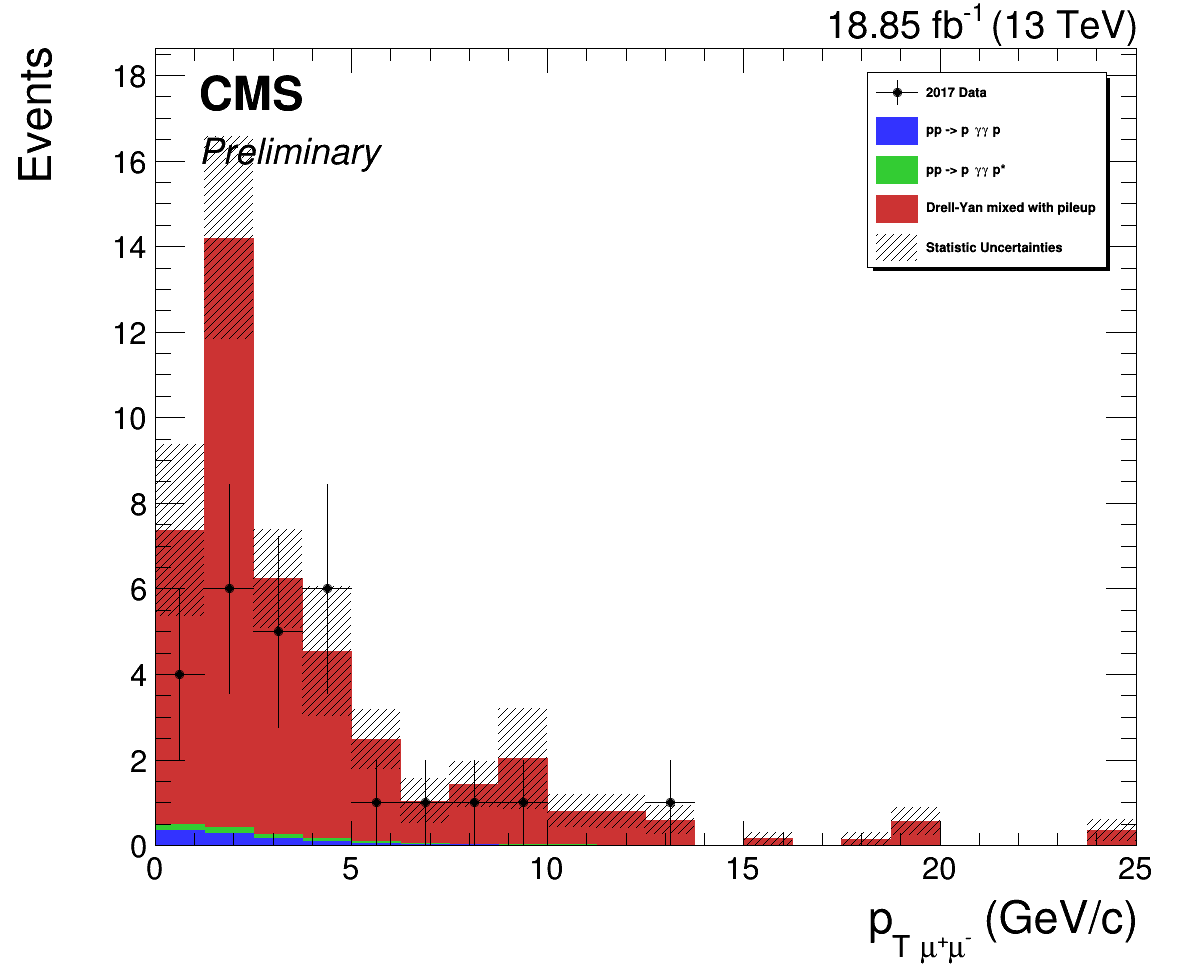 18.85 fb⁻¹ (13 TeV)
Events
CMS
Preliminary
2017 Data
pp -> p γγ p
pp -> p γγ p*
Drell-Yan mixed with pileup
Statistic Uncertainties
18
16
14
12
10
8
6
4
2
0
0 5 10 15 20 25
p_T μ⁺μ⁻ (GeV/c)